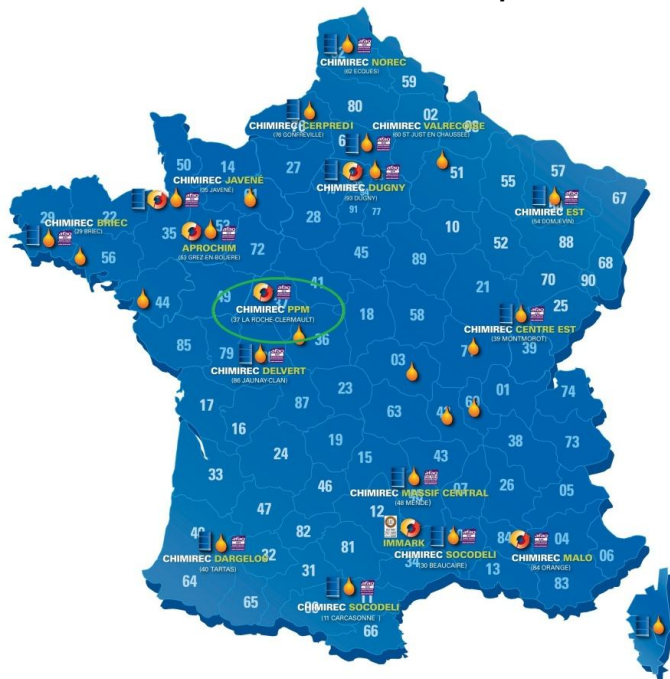 CHIMIREC NOREC
(62 ECQUES)
59
80
02
CHIMIREC CERPREDI
(76 GONFREVILLE)
CHIMIREC VALRECOISE
(60 ST JUST EN CHAUSSEE)
50
14
27
CHIMIREC JAVENÉ
(35 JAVENÉ)
CHIMIREC DUGNY
(93 DUGNY)
91
77
51
55
57
67
CHIMIREC EST
(54 DOMJEVIN)
29
22
CHIMIREC BRIEC
(29 BRIEC)
56
35
53
APROCHIM
(53 GREZ-EN-BOUERE)
28
72
10
52
88
68
45
89
41
49
37
CHIMIREC PPM
(37 LA ROCHE-CLERMAULT)
44
21
70
90
25
18
58
CHIMIREC CENTRE EST
(39 MONTMOROT)
39
36
85
79
CHIMIREC DELVERT
(86 JAUNAY-CLAN)
03
23
01
74
17
87
63
16
38
73
19
24
15
43
33
46
07
26
05
CHIMIREC MASSIF CENTRAL
(48 MENDE)
47
12
82
81
IMMARK
34
CHIMIREC SOCODELI
(30 BEAUCAIRE)
84
04
06
CHIMIREC MALO
(84 ORANGE)
13
83
40
CHIMIREC DARGELOS
(40 TARTAS)
32
31
64
65
CHIMIREC SOCODELI
(11 CARCASONNE )
11
66